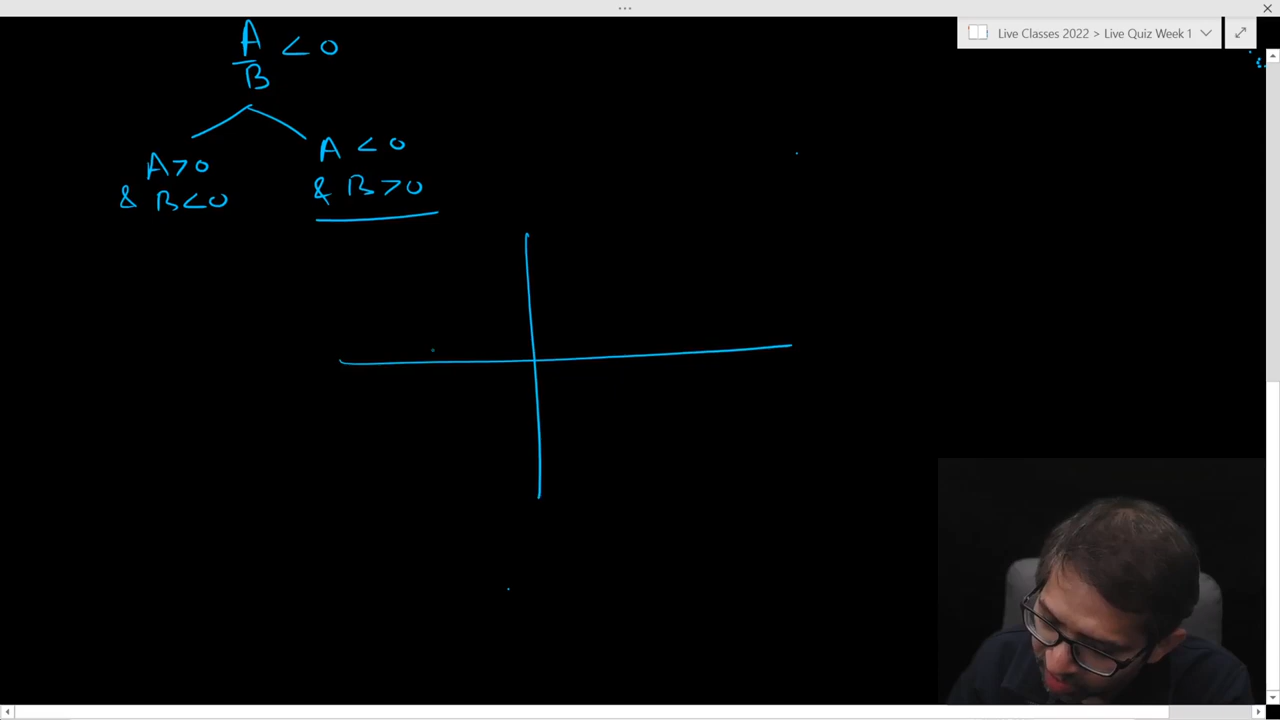 Live Classes 2022 > Live Quiz Week 1
A/B < 0
A > 0
& B < 0
A < 0
& B > 0